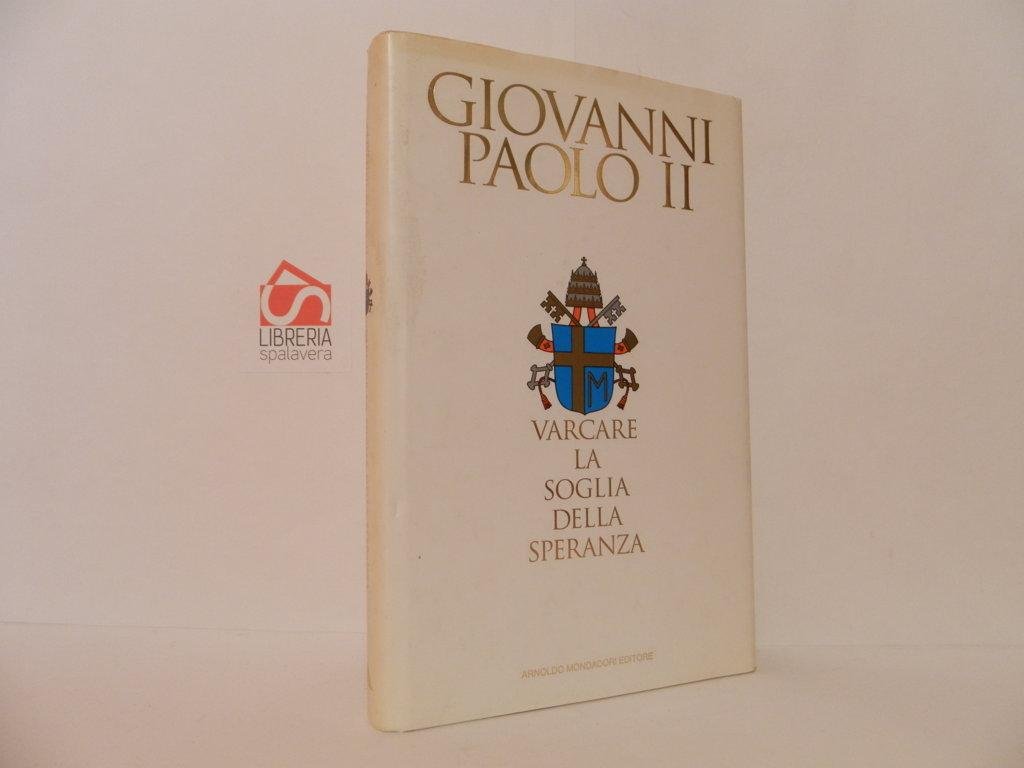 GIOVANNI
PAOLO II
M
VARCARE
LA
SOGLIA
DELLA
SPERANZA
ARNOLDO MONDADORI EDITORE
LIBRERIA
spalavera